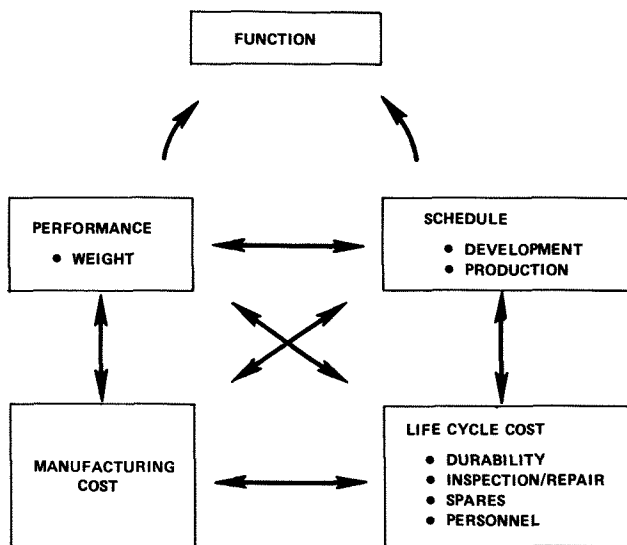 FUNCTION
PERFORMANCE
• WEIGHT
SCHEDULE
• DEVELOPMENT
• PRODUCTION
MANUFACTURING
COST
LIFE CYCLE COST
• DURABILITY
• INSPECTION/REPAIR
• SPARES
• PERSONNEL